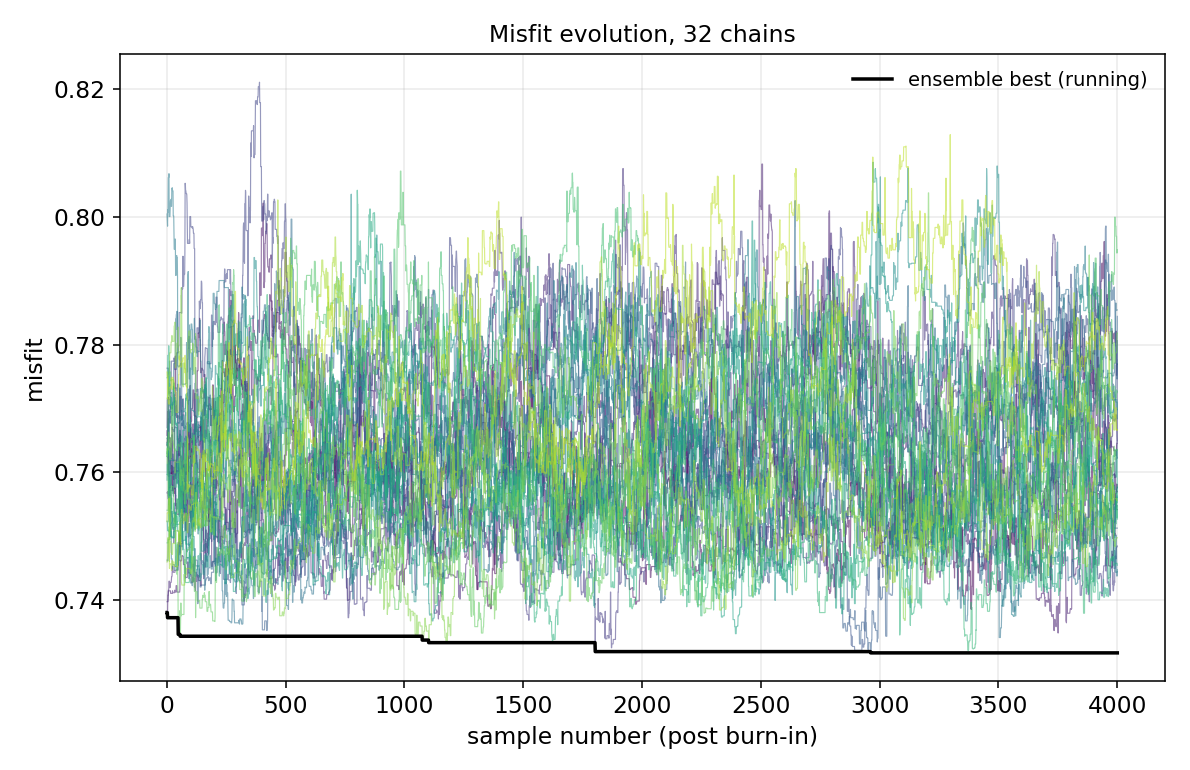 Misfit evolution, 32 chains
ensemble best (running)
misfit
0.82
0.80
0.78
0.76
0.74
0 500 1000 1500 2000 2500 3000 3500 4000
sample number (post burn-in)